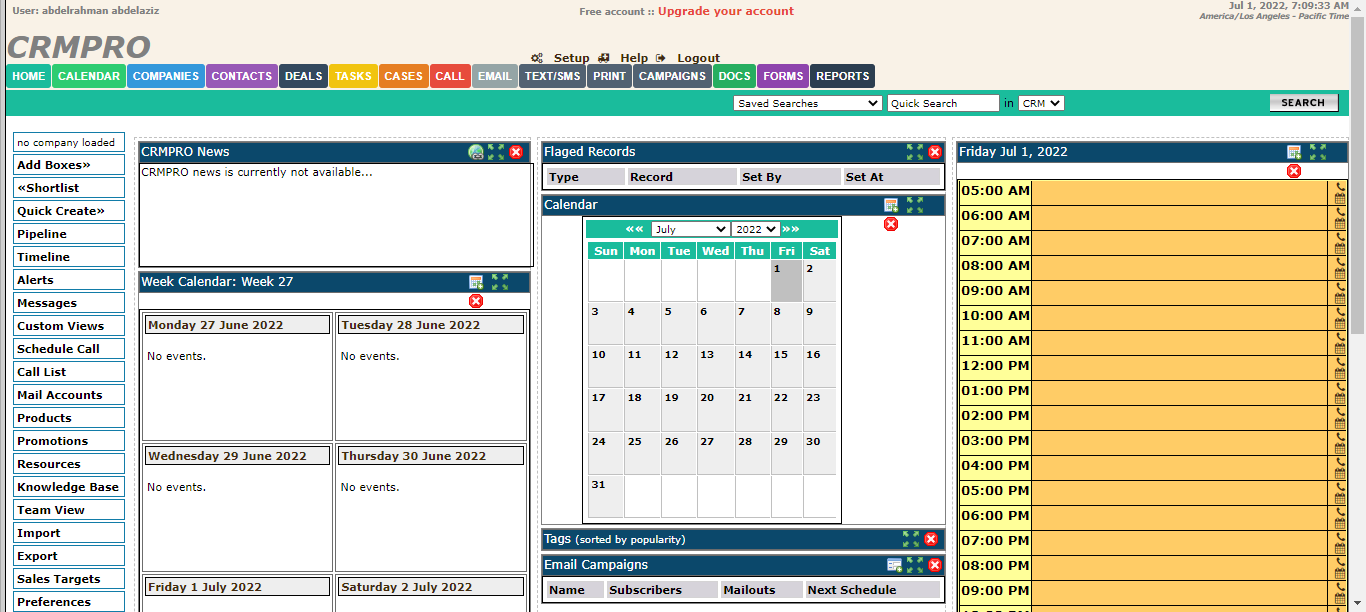 User: abdelrahman abdelaziz
Free account :: Upgrade your account
Jul 1, 2022, 7:09:33 AM
America/Los Angeles - Pacific Time
CRMPRO
Setup Help Logout
HOME CALENDAR COMPANIES CONTACTS DEALS TASKS CASES CALL EMAIL TEXT/SMS PRINT CAMPAIGNS DOCS FORMS REPORTS
Saved Searches Quick Search in CRM SEARCH
no company loaded
Add Boxes»
«Shortlist
Quick Create»
Pipeline
Timeline
Alerts
Messages
Custom Views
Schedule Call
Call List
Mail Accounts
Products
Promotions
Resources
Knowledge Base
Team View
Import
Export
Sales Targets
Preferences
CRMPRO News
CRMPRO news is currently not available...
Week Calendar: Week 27
Monday 27 June 2022 Tuesday 28 June 2022
No events. No events.
Wednesday 29 June 2022 Thursday 30 June 2022
No events. No events.
Friday 1 July 2022 Saturday 2 July 2022
Flaged Records
Type Record Set By Set At
Calendar
«« July 2022 »»
Sun Mon Tue Wed Thu Fri Sat
1 2
3 4 5 6 7 8 9
10 11 12 13 14 15 16
17 18 19 20 21 22 23
24 25 26 27 28 29 30
31
Tags (sorted by popularity)
Email Campaigns
Name Subscribers Mailouts Next Schedule
Friday Jul 1, 2022
05:00 AM
06:00 AM
07:00 AM
08:00 AM
09:00 AM
10:00 AM
11:00 AM
12:00 PM
01:00 PM
02:00 PM
03:00 PM
04:00 PM
05:00 PM
06:00 PM
07:00 PM
08:00 PM
09:00 PM